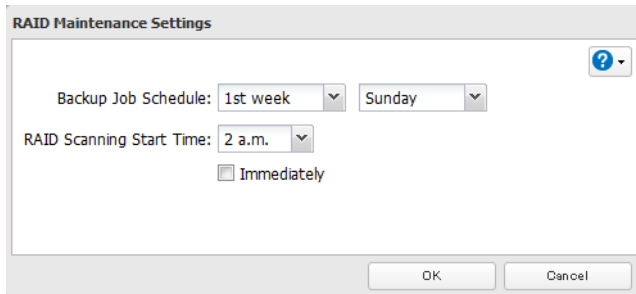 RAID Maintenance Settings
?
Backup Job Schedule: 1st week Sunday
RAID Scanning Start Time: 2 a.m.
Immediately
OK Cancel